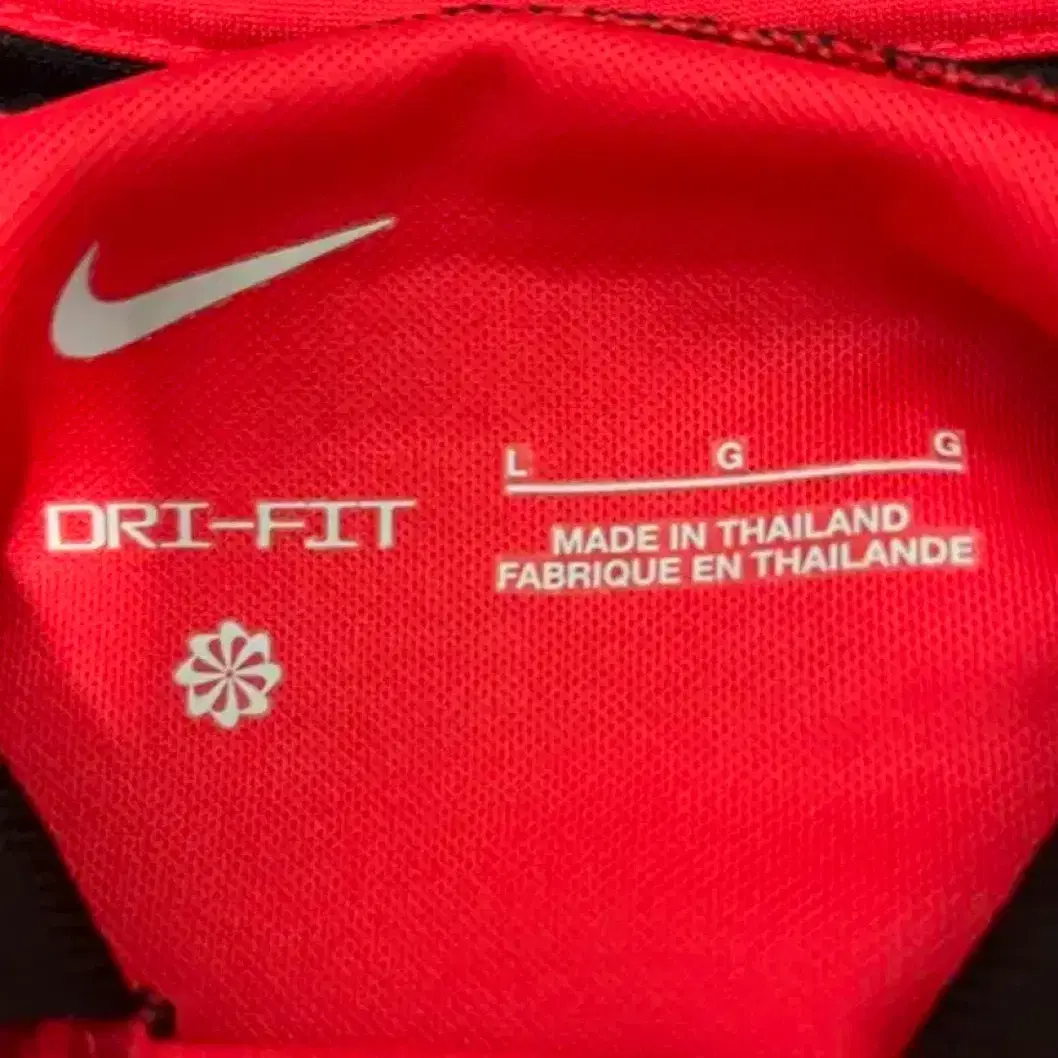 L G G
DRI-FIT
MADE IN THAILAND
FABRIQUE EN THAILANDE